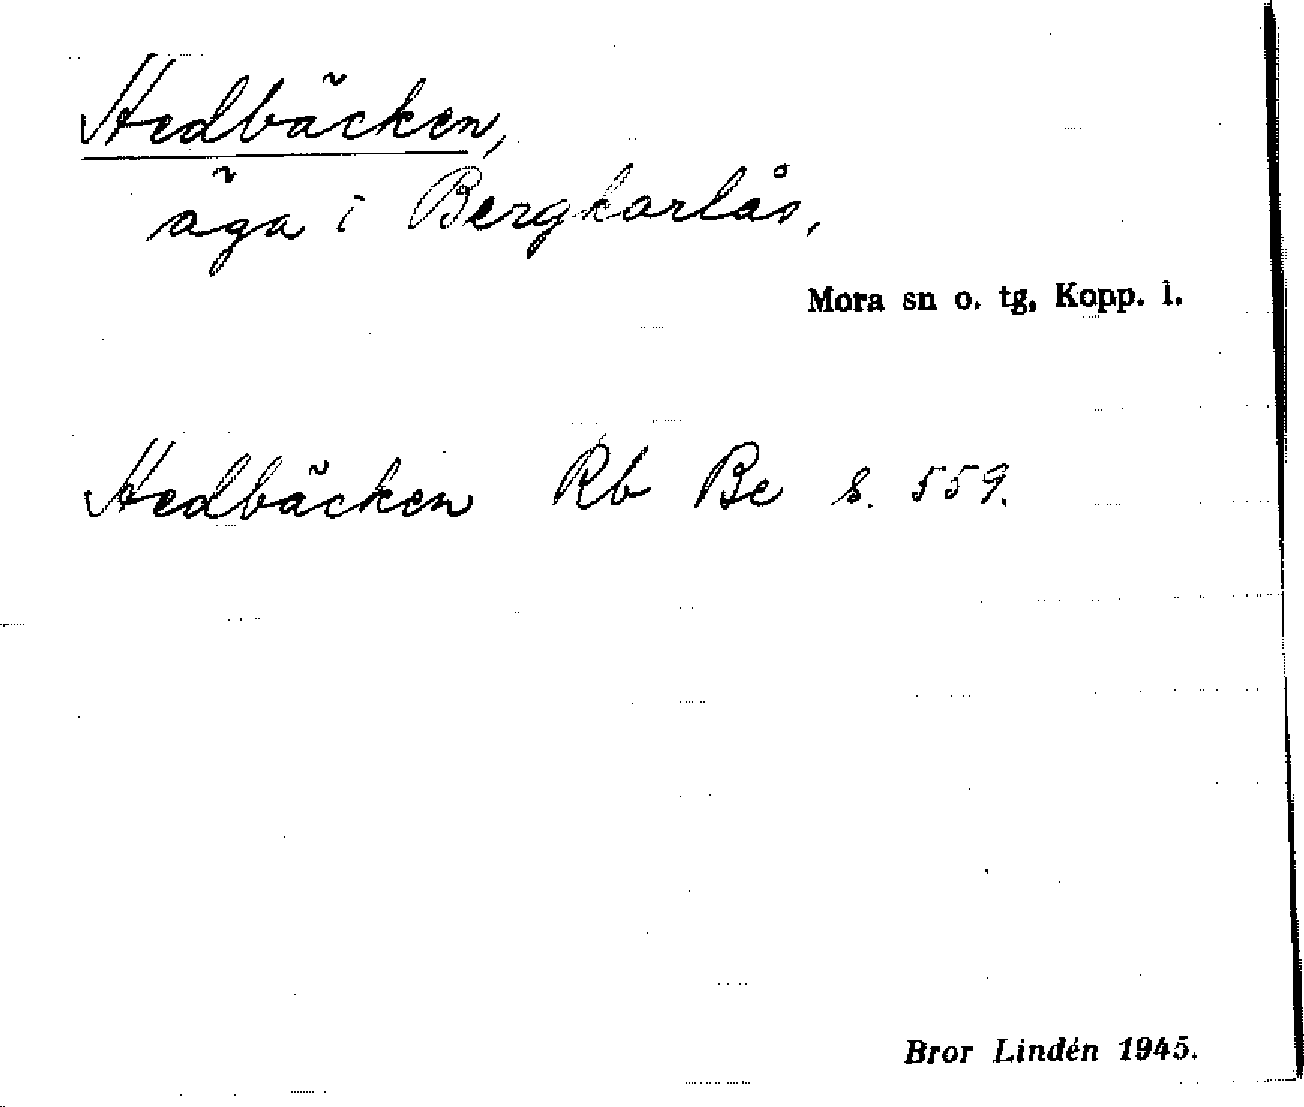 Hedbäcken,
äga i Bergkarlås,
Mora sn o. tg, Kopp. l.
Hedbäcken Rb Be s. 559.
Bror Lindén 1945.